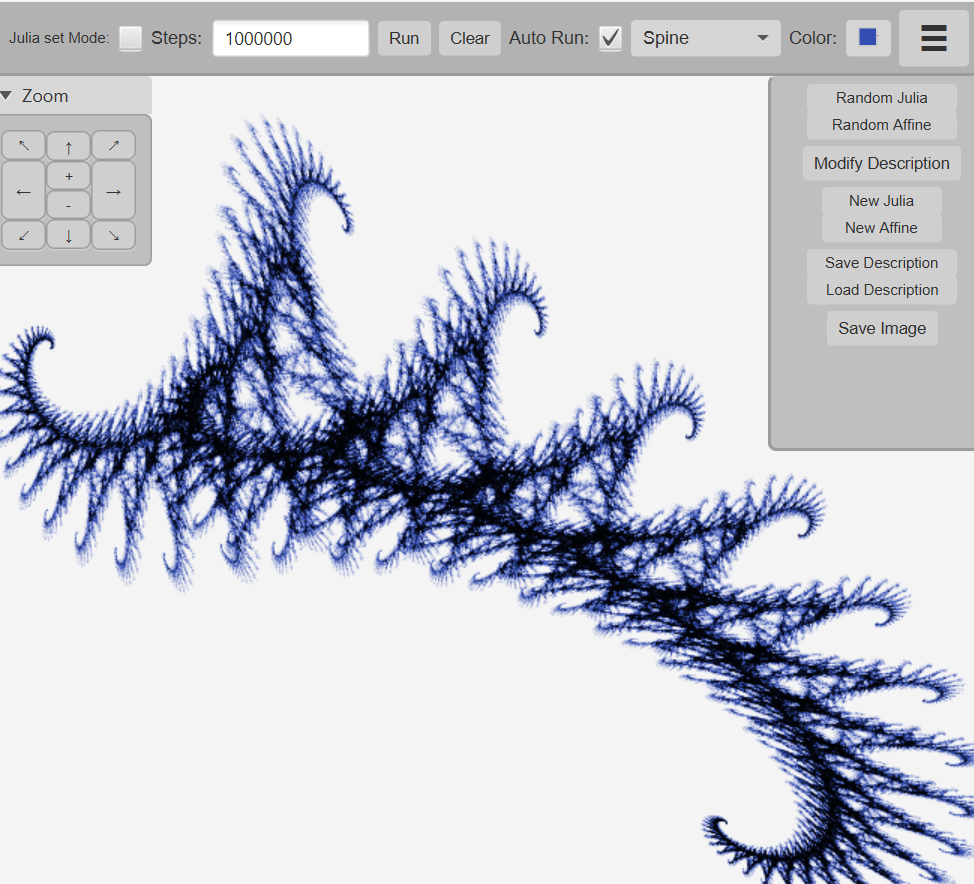 Julia set Mode: Steps: 1000000 Run Clear Auto Run: Spine Color:
Zoom
↖ ↑ ↗
+
← →
-
↙ ↓ ↘
Random Julia
Random Affine
Modify Description
New Julia
New Affine
Save Description
Load Description
Save Image